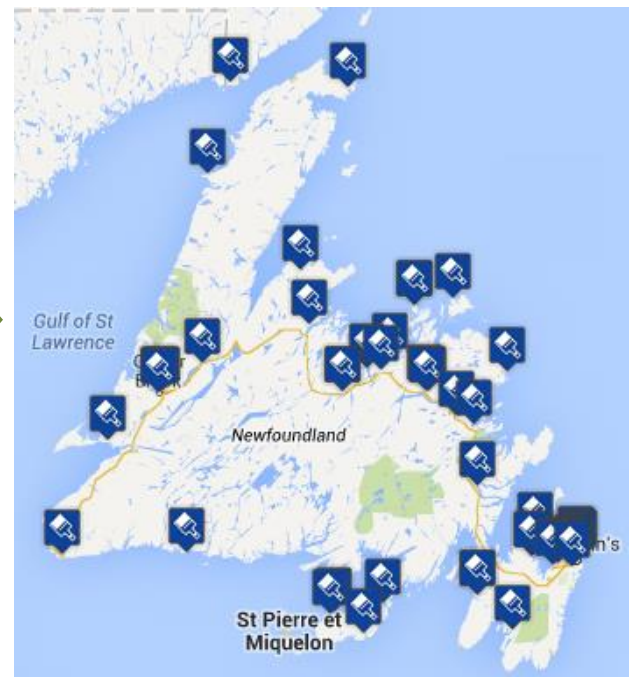 Gulf of St
Lawrence
Newfoundland
St Pierre et
Miquelon